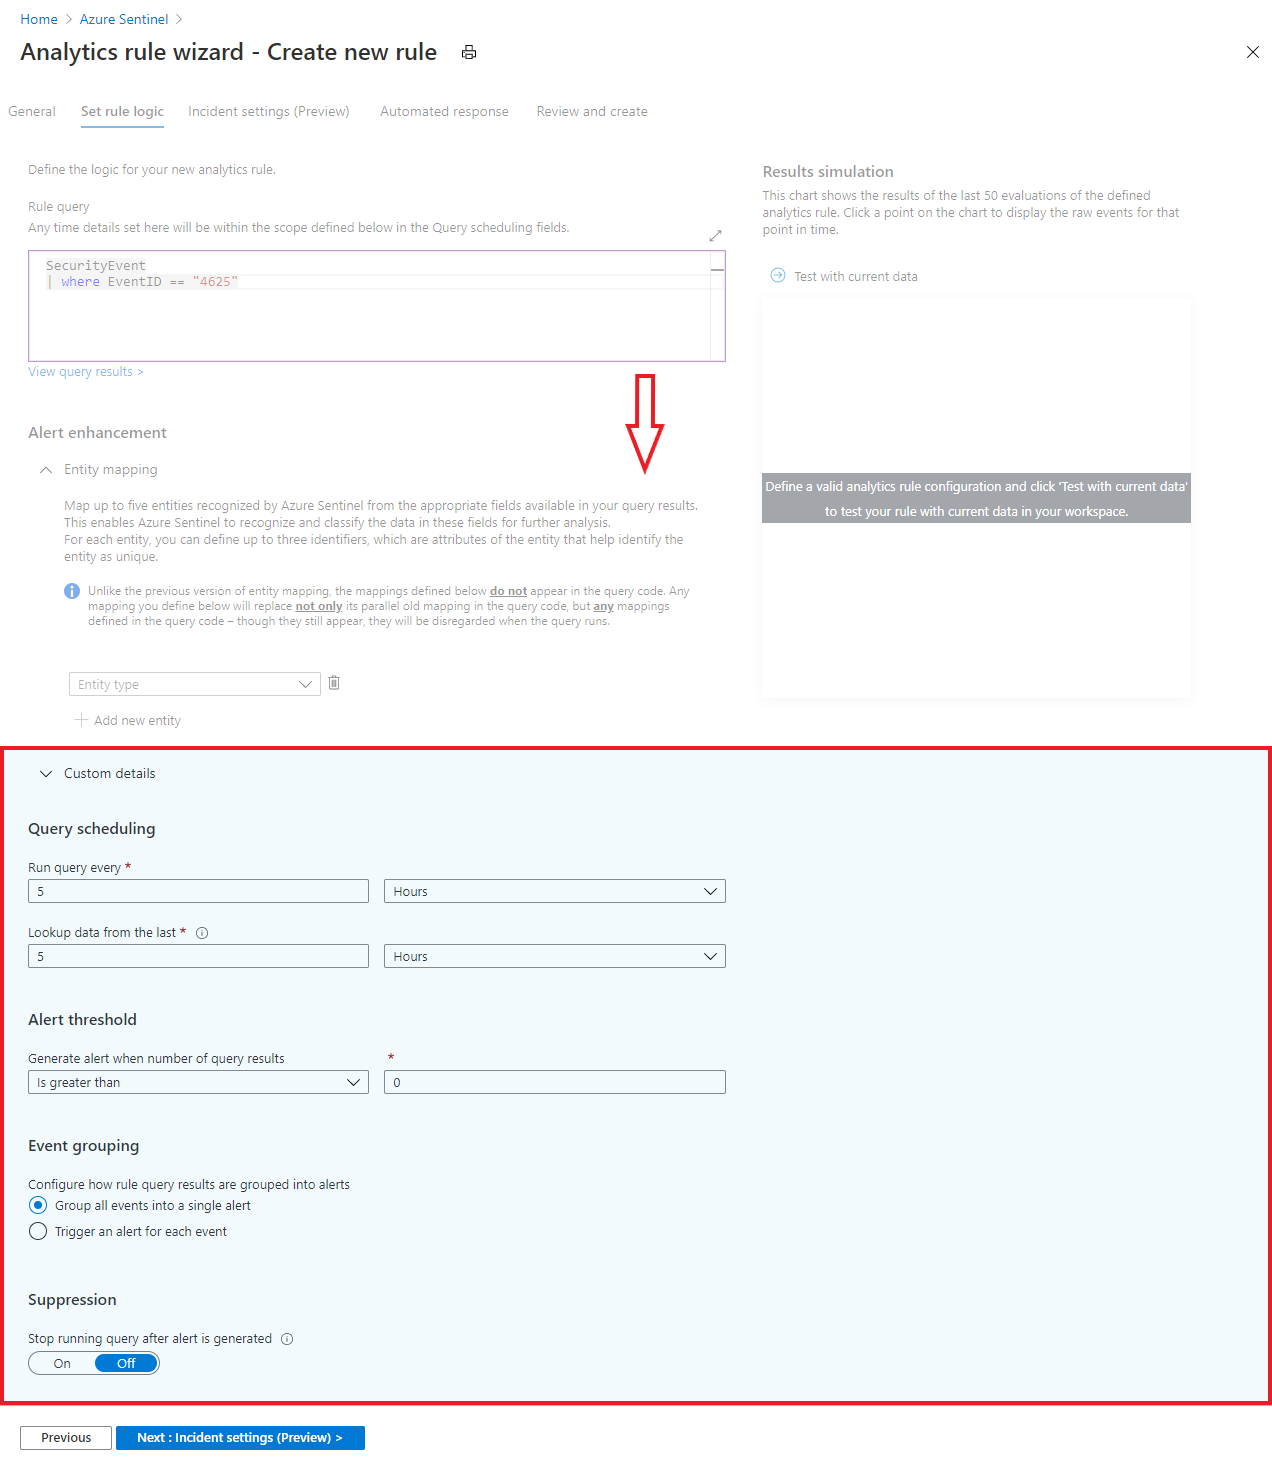 Home > Azure Sentinel >
Analytics rule wizard - Create new rule
General Set rule logic Incident settings (Preview) Automated response Review and create
Define the logic for your new analytics rule.
Rule query
Any time details set here will be within the scope defined below in the Query scheduling fields.
SecurityEvent
| where EventID == "4625"
View query results >
Alert enhancement
Entity mapping
Map up to five entities recognized by Azure Sentinel from the appropriate fields available in your query results.
This enables Azure Sentinel to recognize and classify the data in these fields for further analysis.
For each entity, you can define up to three identifiers, which are attributes of the entity that help identify the
entity as unique.
Unlike the previous version of entity mapping, the mappings defined below do not appear in the query code. Any
mapping you define below will replace not only its parallel old mapping in the query code, but any mappings
defined in the query code – though they still appear, they will be disregarded when the query runs.
Entity type
Add new entity
Results simulation
This chart shows the results of the last 50 evaluations of the defined
analytics rule. Click a point on the chart to display the raw events for that
point in time.
Test with current data
Define a valid analytics rule configuration and click 'Test with current data'
to test your rule with current data in your workspace.
Custom details
Query scheduling
Run query every *
5 Hours
Lookup data from the last *
5 Hours
Alert threshold
Generate alert when number of query results *
Is greater than 0
Event grouping
Configure how rule query results are grouped into alerts
Group all events into a single alert
Trigger an alert for each event
Suppression
Stop running query after alert is generated
On Off
Previous Next : Incident settings (Preview) >